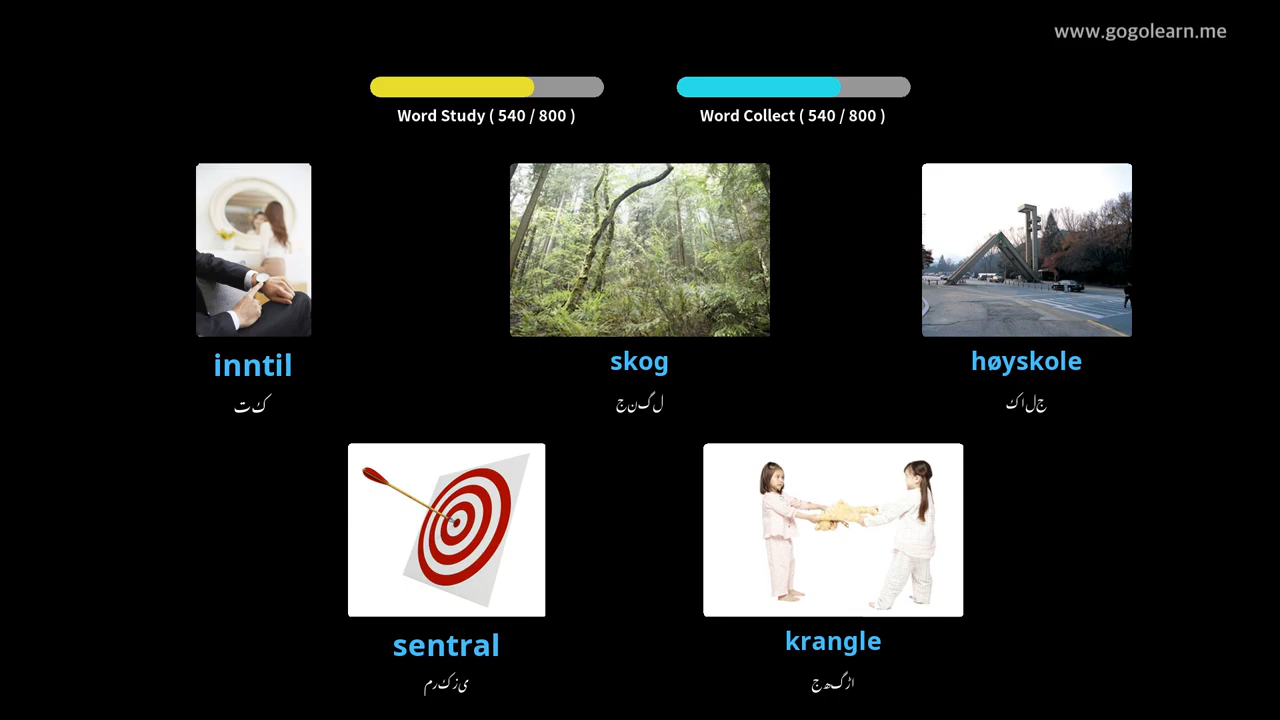 www.gogolearn.me
Word Study ( 540 / 800 )
Word Collect ( 540 / 800 )
inntil
تک
skog
جنگل
høyskole
کالج
sentral
مرکزی
krangle
جھگڑا